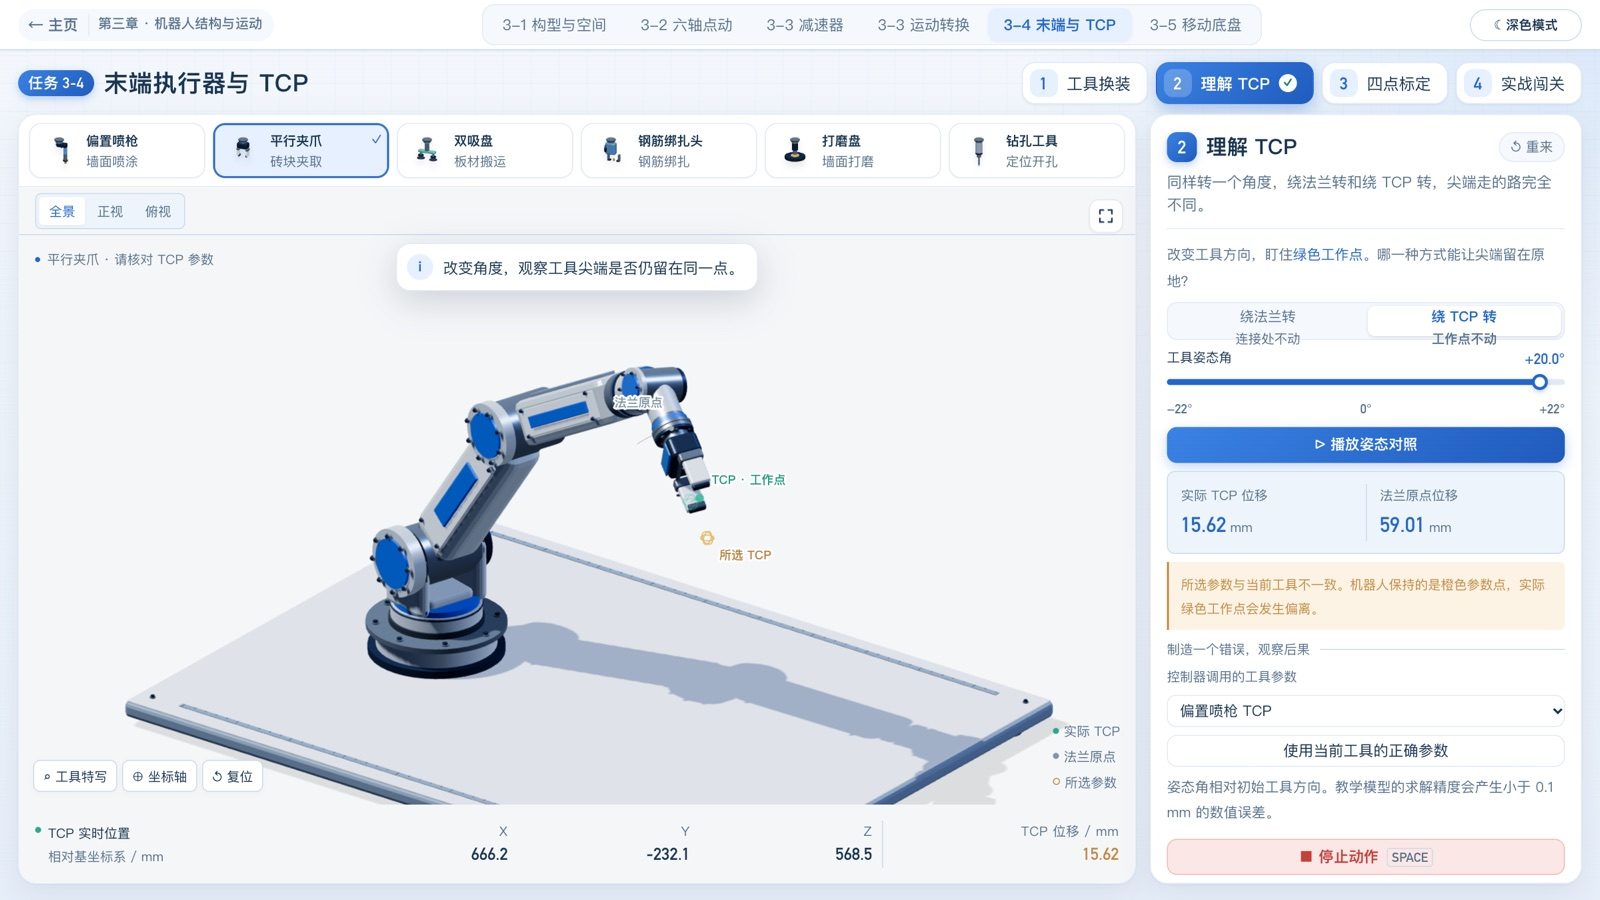 ← 主页
第三章 · 机器人结构与运动
3-1 构型与空间
3-2 六轴点动
3-3 减速器
3-3 运动转换
3-4 末端与 TCP
3-5 移动底盘
深色模式
任务 3-4
末端执行器与 TCP
1 工具换装
2 理解 TCP
3 四点标定
4 实战闯关
偏置喷枪
墙面喷涂
平行夹爪
砖块夹取
双吸盘
板材搬运
钢筋绑扎头
钢筋绑扎
打磨盘
墙面打磨
钻孔工具
定位开孔
全景
正视
俯视
平行夹爪 · 请核对 TCP 参数
i 改变角度，观察工具尖端是否仍留在同一点。
法兰原点
TCP · 工作点
所选 TCP
实际 TCP
法兰原点
所选参数
工具特写
坐标轴
复位
TCP 实时位置
相对基坐标系 / mm
X
666.2
Y
-232.1
Z
568.5
TCP 位移 / mm
15.62
2 理解 TCP
重来
同样转一个角度，绕法兰转和绕 TCP 转，尖端走的路完全
不同。
改变工具方向，盯住绿色工作点。哪一种方式能让尖端留在原
地？
绕法兰转
连接处不动
绕 TCP 转
工作点不动
工具姿态角
+20.0°
−22°
0°
+22°
播放姿态对照
实际 TCP 位移
15.62 mm
法兰原点位移
59.01 mm
所选参数与当前工具不一致。机器人保持的是橙色参数点，实际
绿色工作点会发生偏离。
制造一个错误，观察后果
控制器调用的工具参数
偏置喷枪 TCP
使用当前工具的正确参数
姿态角相对初始工具方向。教学模型的求解精度会产生小于 0.1
mm 的数值误差。
停止动作 SPACE